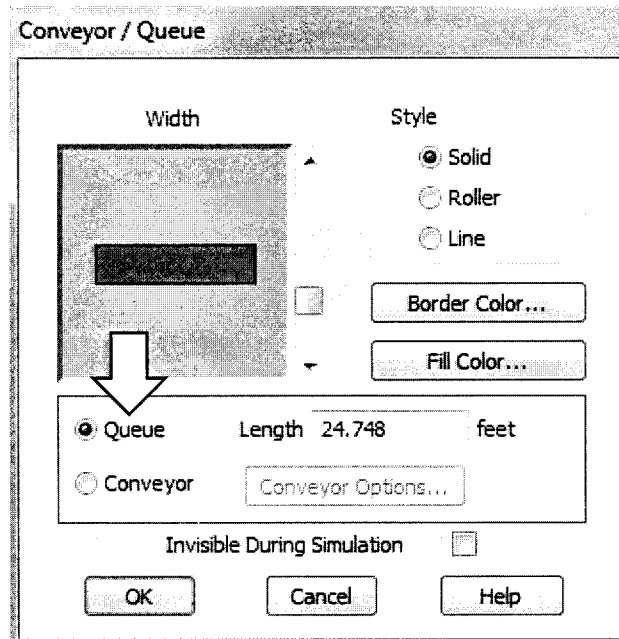 Conveyor / Queue
Width
Style
Solid
Roller
Line
Border Color...
Fill Color...
Queue Length 24.748 feet
Conveyor Conveyor Options...
Invisible During Simulation
OK Cancel Help